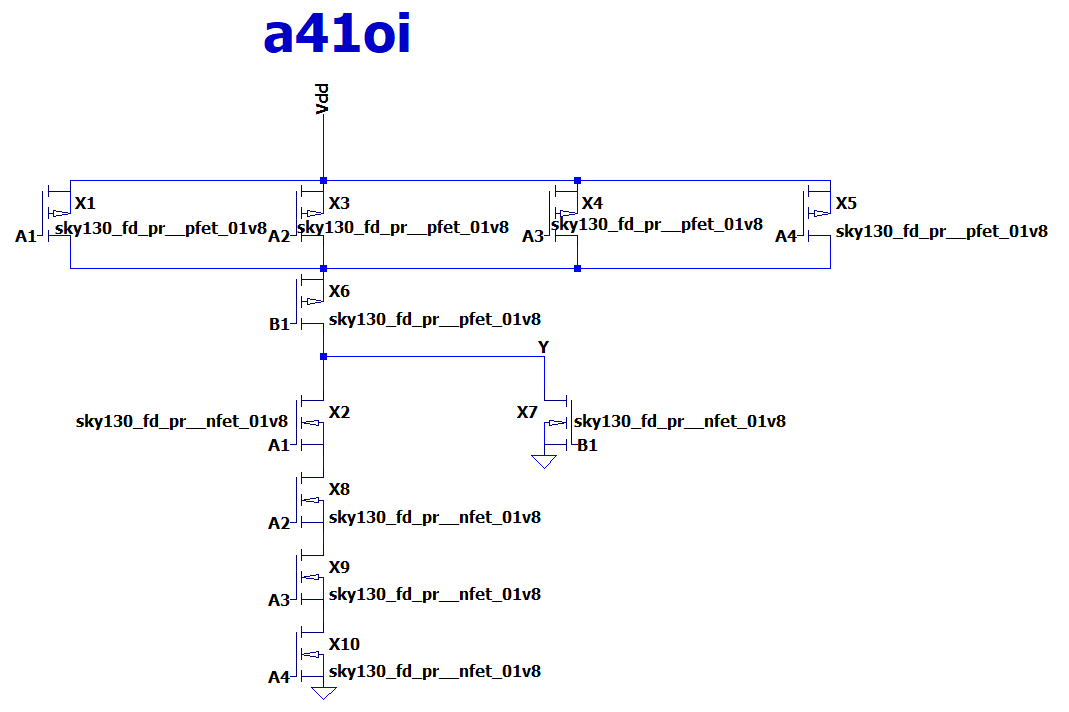 a41oi
Vdd
X1
X3
X4
X5
A1
sky130_fd_pr__pfet_01v8
A2
sky130_fd_pr__pfet_01v8
A3
sky130_fd_pr__pfet_01v8
A4
sky130_fd_pr__pfet_01v8
X6
B1
sky130_fd_pr__pfet_01v8
Y
sky130_fd_pr__nfet_01v8
X2
X7
sky130_fd_pr__nfet_01v8
A1
B1
X8
A2
sky130_fd_pr__nfet_01v8
X9
A3
sky130_fd_pr__nfet_01v8
X10
A4
sky130_fd_pr__nfet_01v8